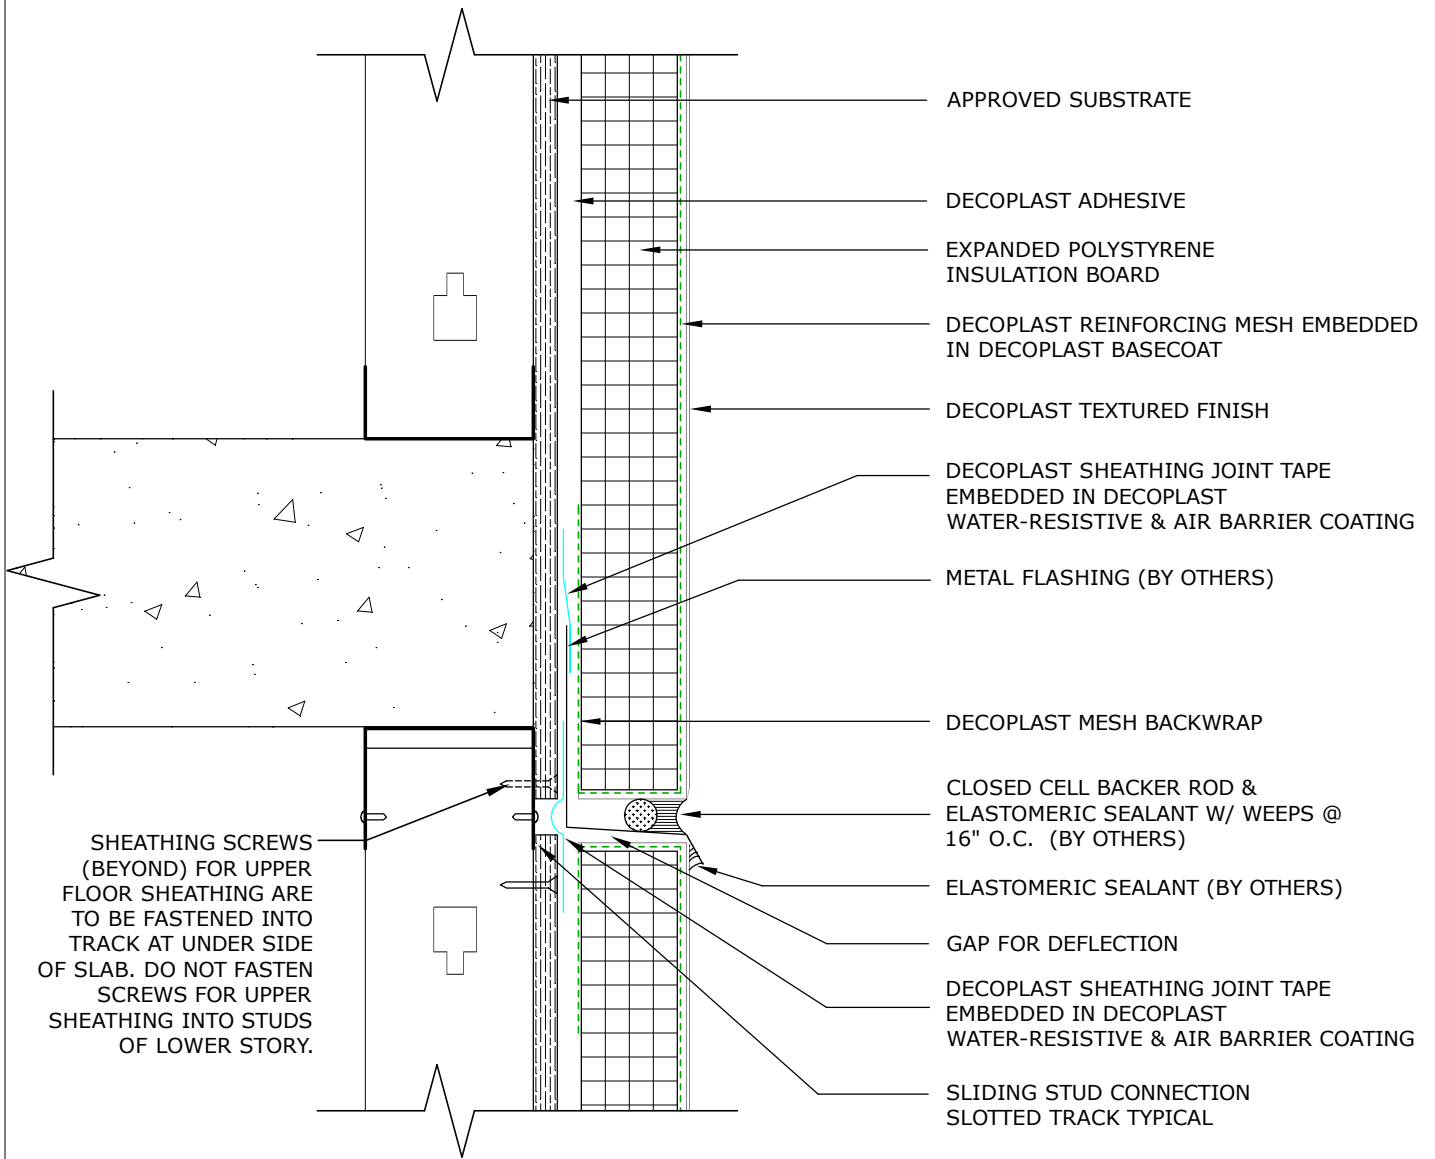 APPROVED SUBSTRATE
DECOPLAST ADHESIVE
EXPANDED POLYSTYRENE
INSULATION BOARD
DECOPLAST REINFORCING MESH EMBEDDED
IN DECOPLAST BASECOAT
DECOPLAST TEXTURED FINISH
DECOPLAST SHEATHING JOINT TAPE
EMBEDDED IN DECOPLAST
WATER-RESISTIVE & AIR BARRIER COATING
METAL FLASHING (BY OTHERS)
DECOPLAST MESH BACKWRAP
CLOSED CELL BACKER ROD &
ELASTOMERIC SEALANT W/ WEEPS @
16" O.C. (BY OTHERS)
ELASTOMERIC SEALANT (BY OTHERS)
GAP FOR DEFLECTION
DECOPLAST SHEATHING JOINT TAPE
EMBEDDED IN DECOPLAST
WATER-RESISTIVE & AIR BARRIER COATING
SLIDING STUD CONNECTION
SLOTTED TRACK TYPICAL
SHEATHING SCREWS
(BEYOND) FOR UPPER
FLOOR SHEATHING ARE
TO BE FASTENED INTO
TRACK AT UNDER SIDE
OF SLAB. DO NOT FASTEN
SCREWS FOR UPPER
SHEATHING INTO STUDS
OF LOWER STORY.